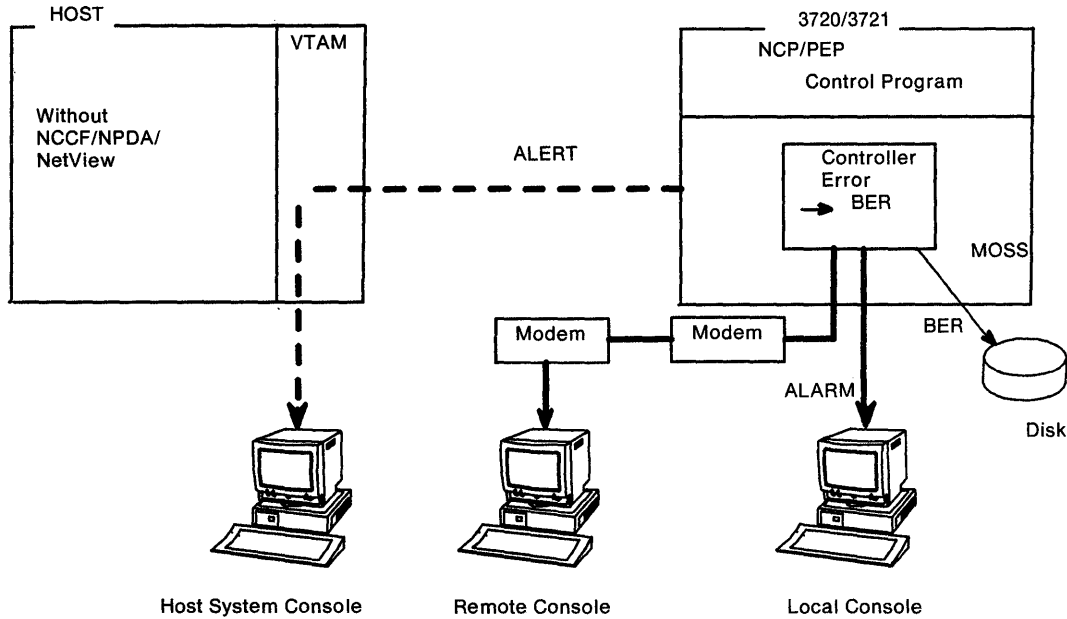 HOST
VTAM
Without
NCCF/NPDA/
NetView
ALERT
3720/3721
NCP/PEP
Control Program
Controller
Error
BER
MOSS
Modem
Modem
BER
ALARM
Disk
Host System Console
Remote Console
Local Console